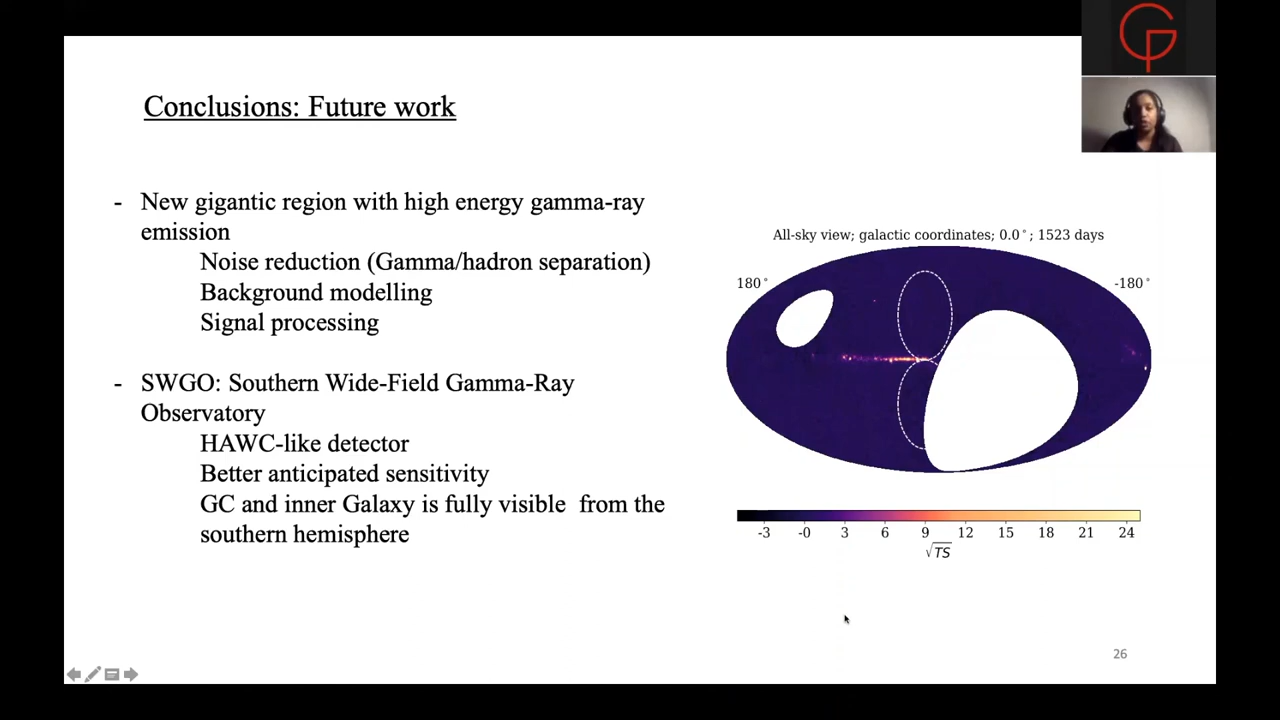 Conclusions: Future work
- New gigantic region with high energy gamma-ray
emission
Noise reduction (Gamma/hadron separation)
Background modelling
Signal processing
- SWGO: Southern Wide-Field Gamma-Ray
Observatory
HAWC-like detector
Better anticipated sensitivity
GC and inner Galaxy is fully visible from the
southern hemisphere
All-sky view; galactic coordinates; 0.0°; 1523 days
180° -180°
-3 -0 3 6 9 12 15 18 21 24
√TS
26